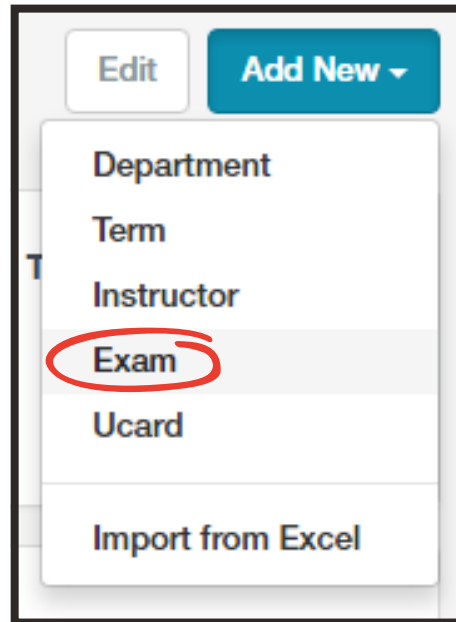 Edit Add New
Department
Term
T
Instructor
Exam
Ucard
Import from Excel